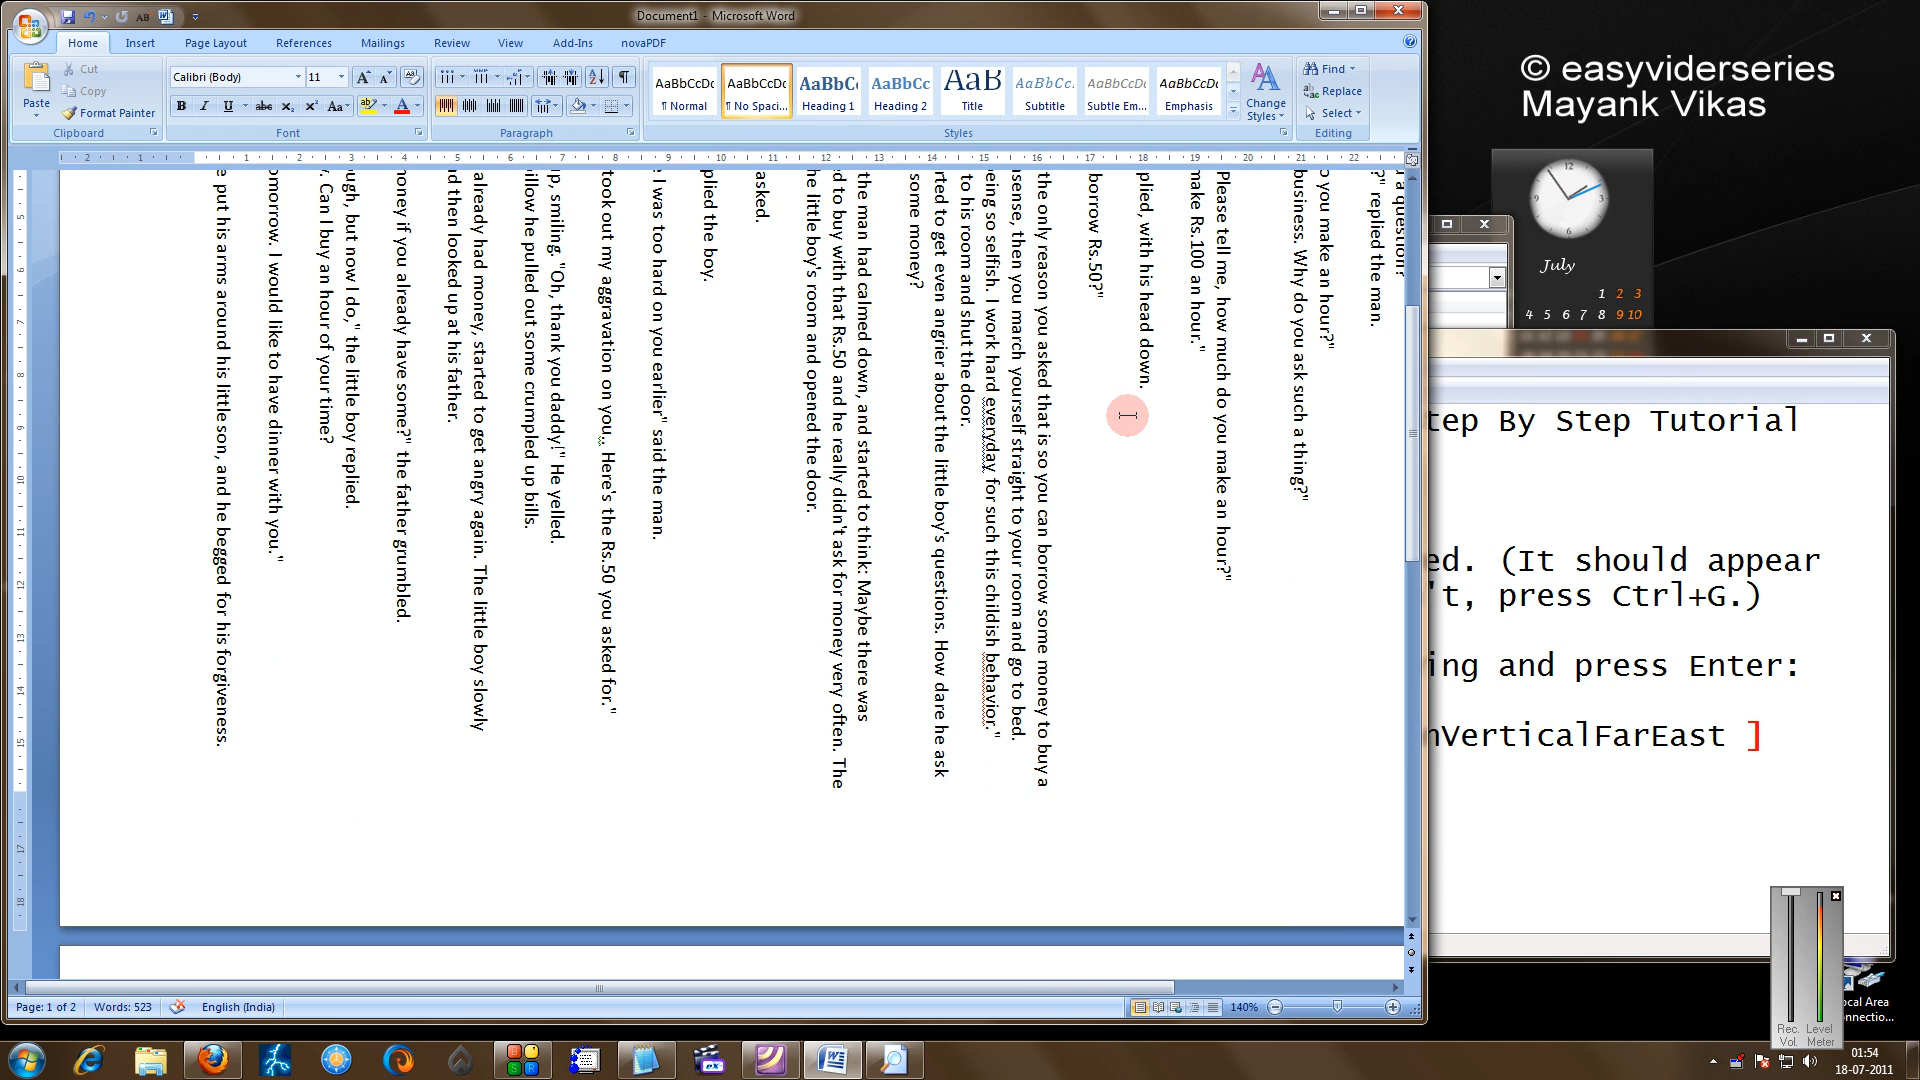 Document1 - Microsoft Word
Home Insert Page Layout References Mailings Review View Add-Ins novaPDF
Paste
Cut
Copy
Format Painter
Clipboard
Calibri (Body) 11
Font
Paragraph
AaBbCcDc AaBbCcDc AaBbC AaBbCc AaB AaBbCc. AaBbCcDc AaBbCcDc
¶ Normal ¶ No Spaci... Heading 1 Heading 2 Title Subtitle Subtle Em... Emphasis
Change Styles
Styles
Find
Replace
Select
Editing
u a question?
?" replied the man.
o you make an hour?"
business. Why do you ask such a thing?"
Please tell me, how much do you make an hour?"
make Rs.100 an hour."
plied, with his head down.
borrow Rs.50?"
the only reason you asked that is so you can borrow some money to buy a
nsense, then you march yourself straight to your room and go to bed.
being so selfish. I work hard everyday for such this childish behavior."
to his room and shut the door.
rted to get even angrier about the little boy's questions. How dare he ask
some money?
the man had calmed down, and started to think: Maybe there was
ed to buy with that Rs.50 and he really didn't ask for money very often. The
he little boy's room and opened the door.
asked.
plied the boy.
e I was too hard on you earlier" said the man.
took out my aggravation on you.. Here's the Rs.50 you asked for."
up, smiling. "Oh, thank you daddy!" He yelled.
illow he pulled out some crumpled up bills.
already had money, started to get angry again. The little boy slowly
nd then looked up at his father.
money if you already have some?" the father grumbled.
ugh, but now I do," the little boy replied.
. Can I buy an hour of your time?
omorrow. I would like to have dinner with you."
e put his arms around his little son, and he begged for his forgiveness.
Page: 1 of 2 Words: 523 English (India) 140%
© easyviderseries
Mayank Vikas
July
1 2 3
4 5 6 7 8 9 10
tep By Step Tutorial
ed. (It should appear
't, press Ctrl+G.)
ing and press Enter:
nVerticalFarEast ]
Rec. Vol. Level Meter
ocal Area
onnectio...
01:54
18-07-2011